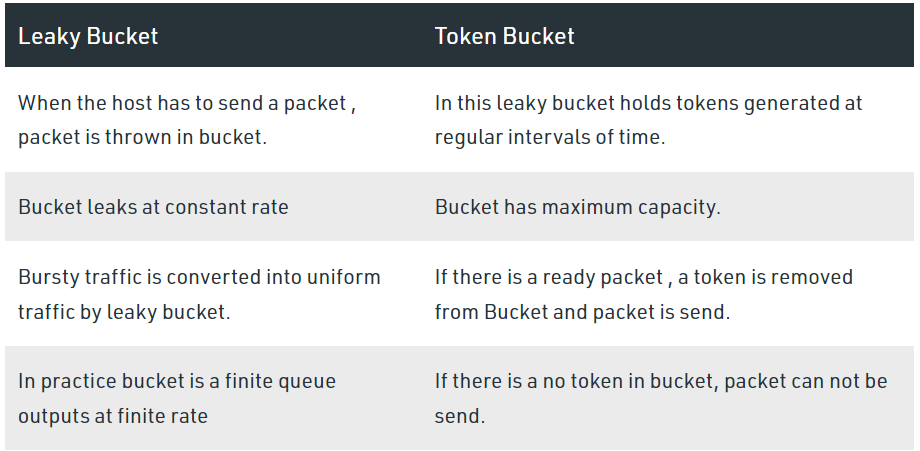 Leaky Bucket
Token Bucket
When the host has to send a packet ,
packet is thrown in bucket.
In this leaky bucket holds tokens generated at
regular intervals of time.
Bucket leaks at constant rate
Bucket has maximum capacity.
Bursty traffic is converted into uniform
traffic by leaky bucket.
If there is a ready packet , a token is removed
from Bucket and packet is send.
In practice bucket is a finite queue
outputs at finite rate
If there is a no token in bucket, packet can not be
send.